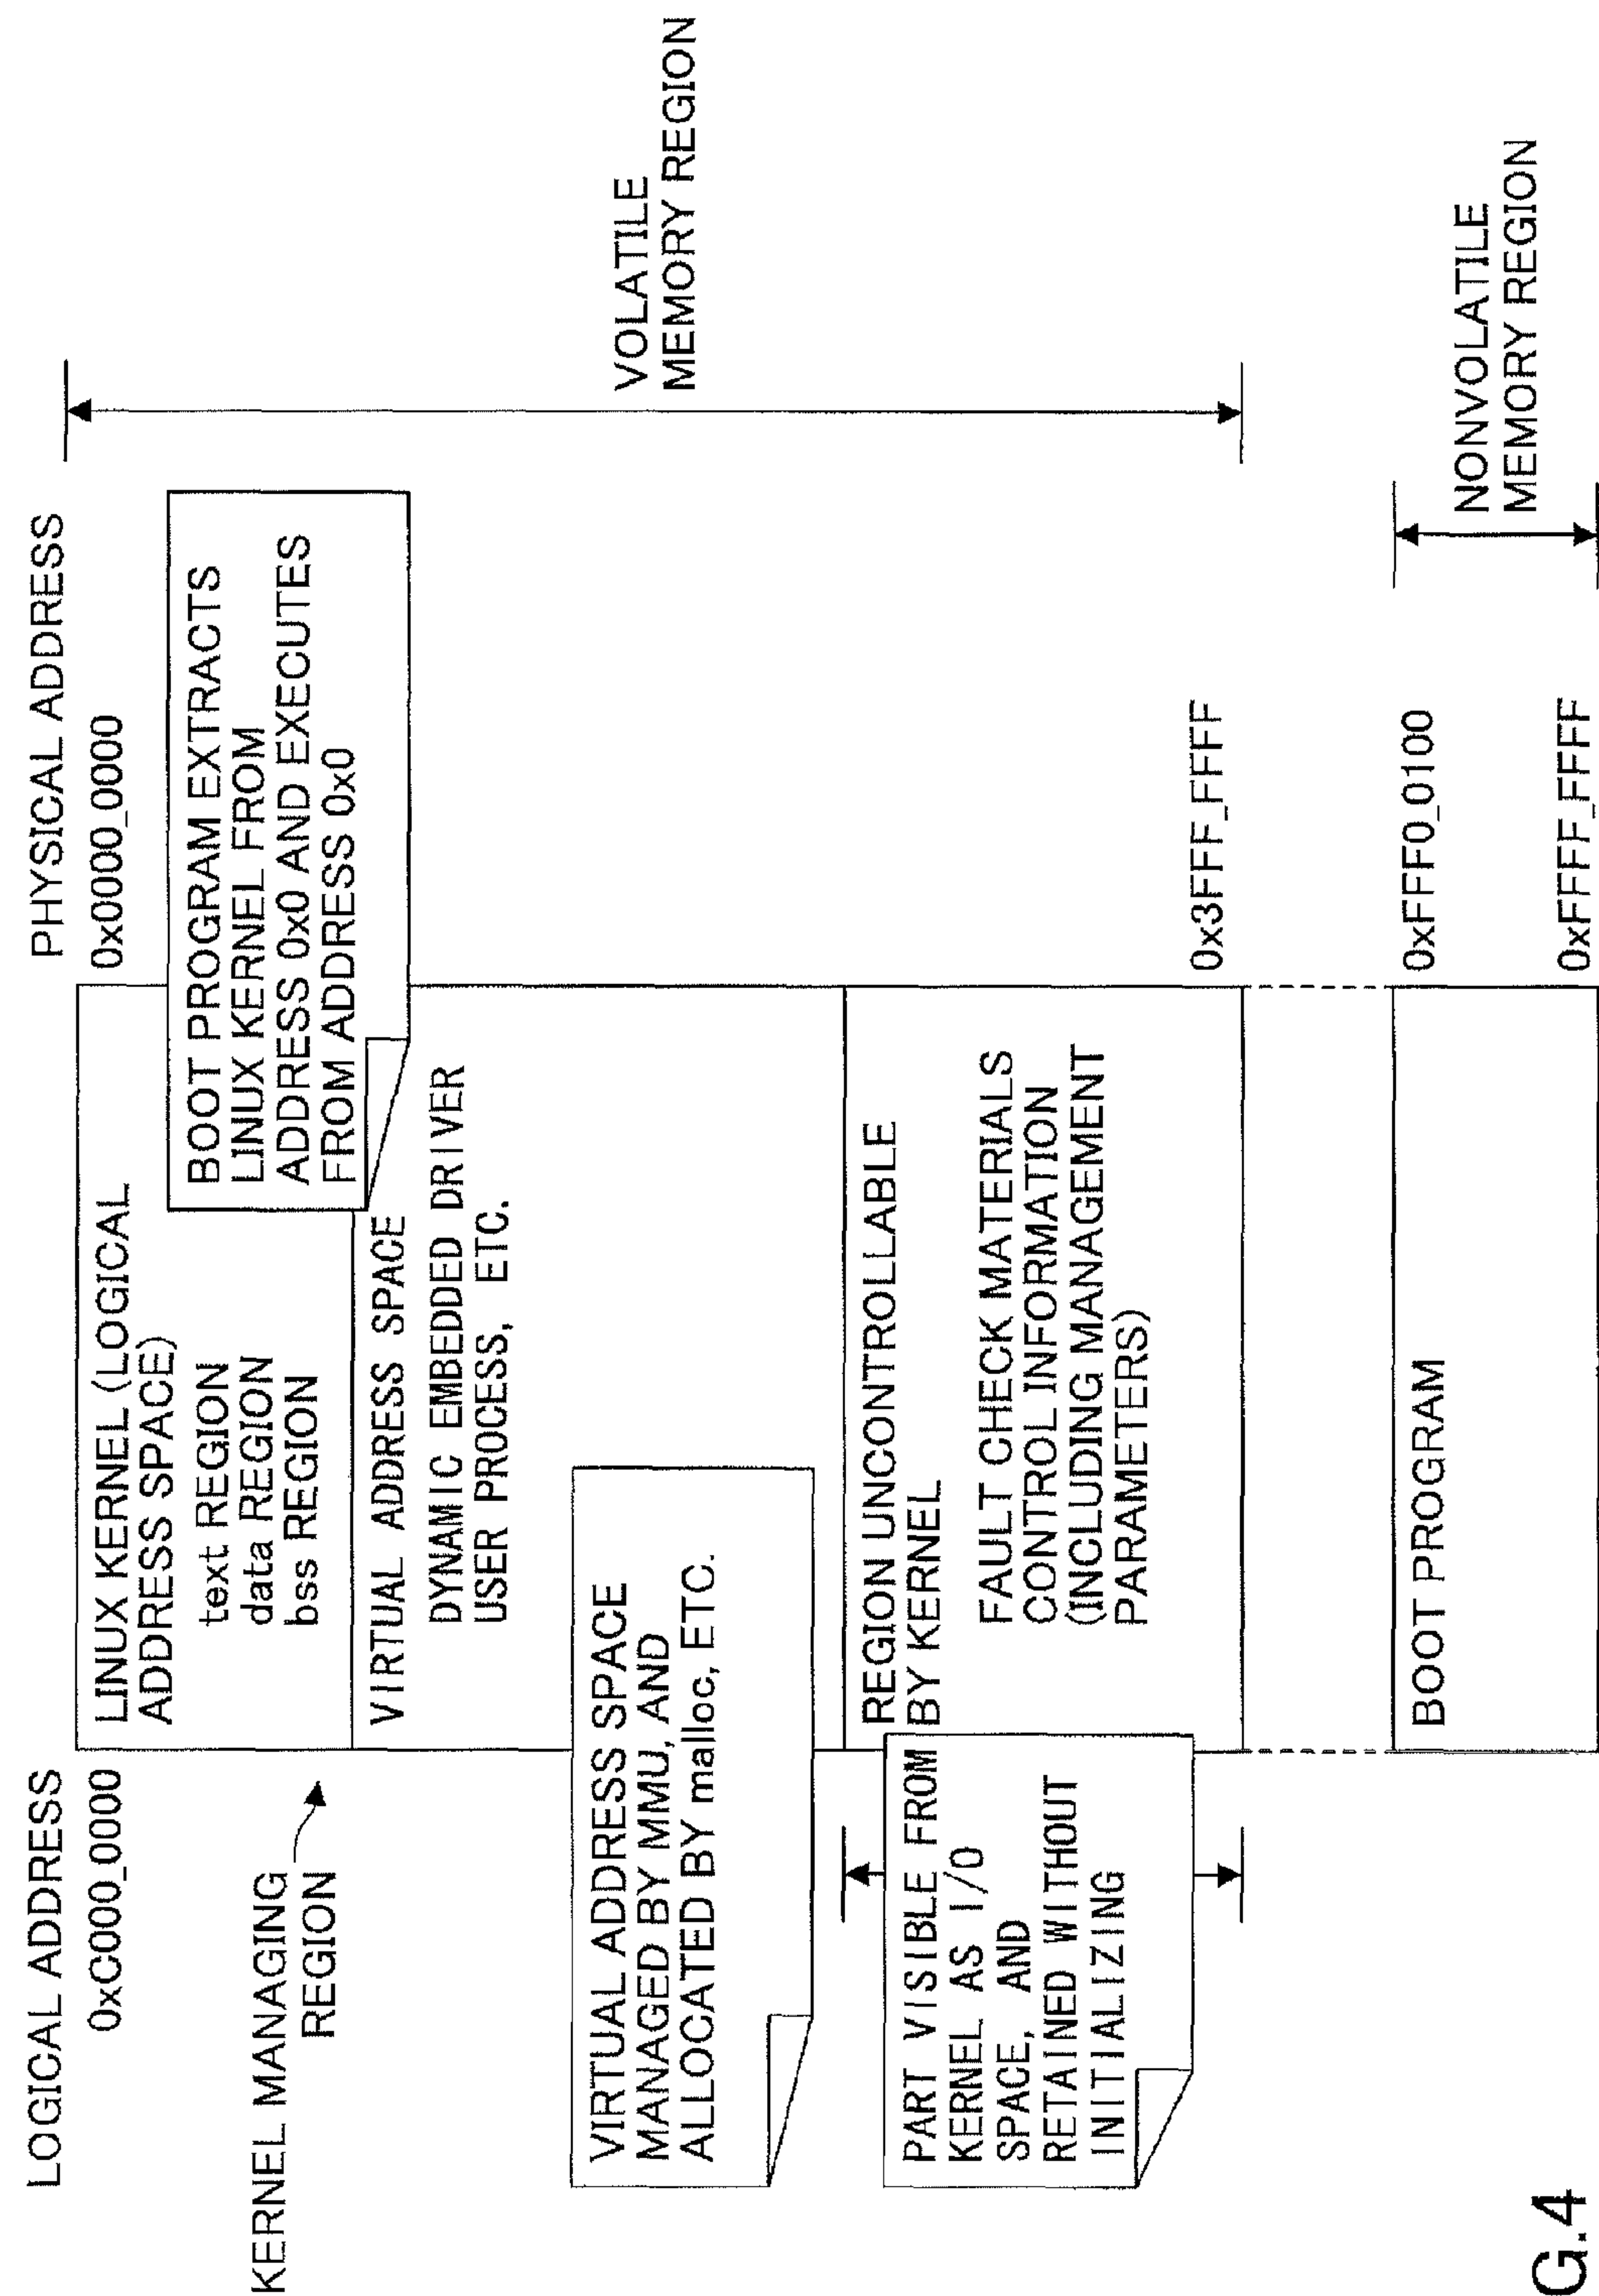 LOGICAL ADDRESS
0xC000_0000
PHYSICAL ADDRESS
0x0000_0000
KERNEL MANAGING
REGION
LINUX KERNEL (LOGICAL
ADDRESS SPACE)
text REGION
data REGION
bss REGION
BOOT PROGRAM EXTRACTS
LINUX KERNEL FROM
ADDRESS 0x0 AND EXECUTES
FROM ADDRESS 0x0
VIRTUAL ADDRESS SPACE
DYNAMIC EMBEDDED DRIVER
USER PROCESS, ETC.
VOLATILE
MEMORY REGION
VIRTUAL ADDRESS SPACE
MANAGED BY MMU, AND
ALLOCATED BY malloc, ETC.
REGION UNCONTROLLABLE
BY KERNEL
FAULT CHECK MATERIALS
CONTROL INFORMATION
(INCLUDING MANAGEMENT
PARAMETERS)
PART VISIBLE FROM
KERNEL AS I/O
SPACE, AND
RETAINED WITHOUT
INITIALIZING
0x3FFF_FFFF
BOOT PROGRAM
0xFFF0_0100
0xFFFF_FFFF
NONVOLATILE
MEMORY REGION
G.4